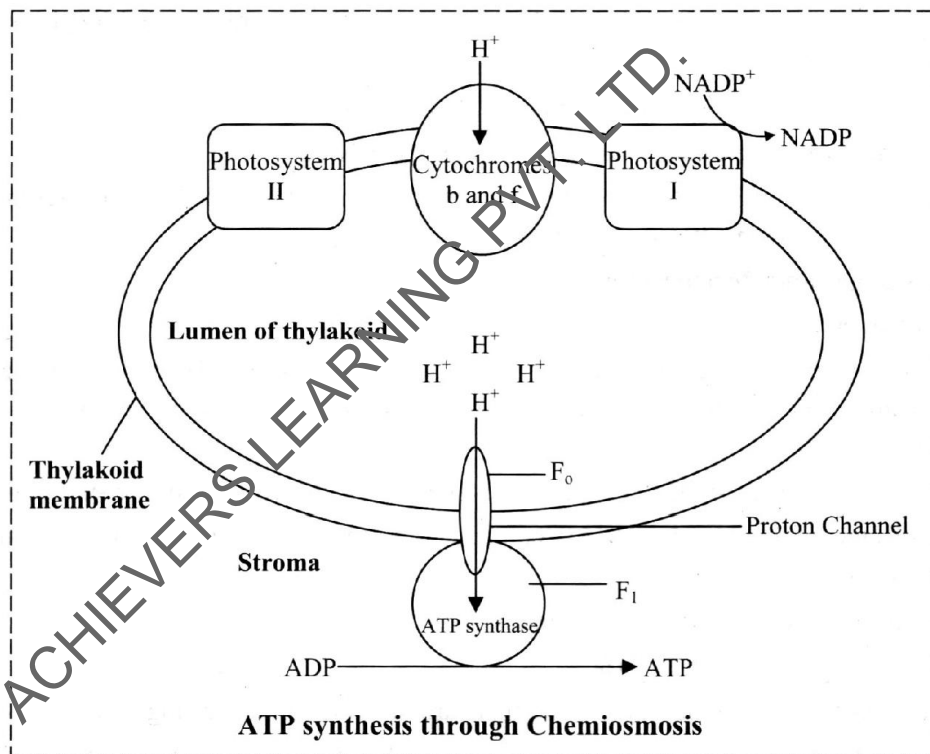 H⁺
NADP⁺
NADP
Photosystem
II
Cytochromes
b and f
Photosystem
I
Lumen of thylakoid
H⁺
H⁺ H⁺
H⁺
Thylakoid
membrane
F₀
Proton Channel
Stroma
F₁
ATP synthase
ADP
ATP
ATP synthesis through Chemiosmosis
ACHIEVERS LEARNING PVT. LTD.